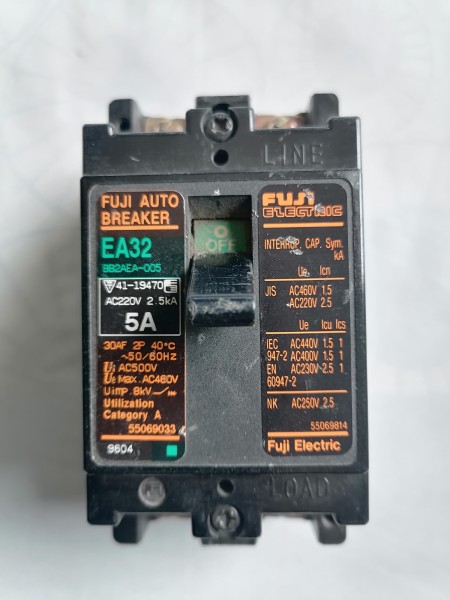 LINE
FUJI AUTO
BREAKER
EA32
BB2AEA-005
41-19470
AC220V 2.5kA
5A
30AF 2P 40°C
~50/60Hz
Ui AC500V
Ue Max. AC460V
Uimp. 8kV
Utilization
Category A
55069033
9604
OFF
FUJI
ELECTRIC
INTERRUP. CAP. Sym.
kA
Ue Icn
JIS AC460V 1.5
AC220V 2.5
Ue Icu Ics
IEC AC440V 1.5 1
947-2 AC400V 1.5 1
EN AC230V 2.5 1
60947-2
NK AC250V 2.5
55069814
Fuji Electric
LOAD